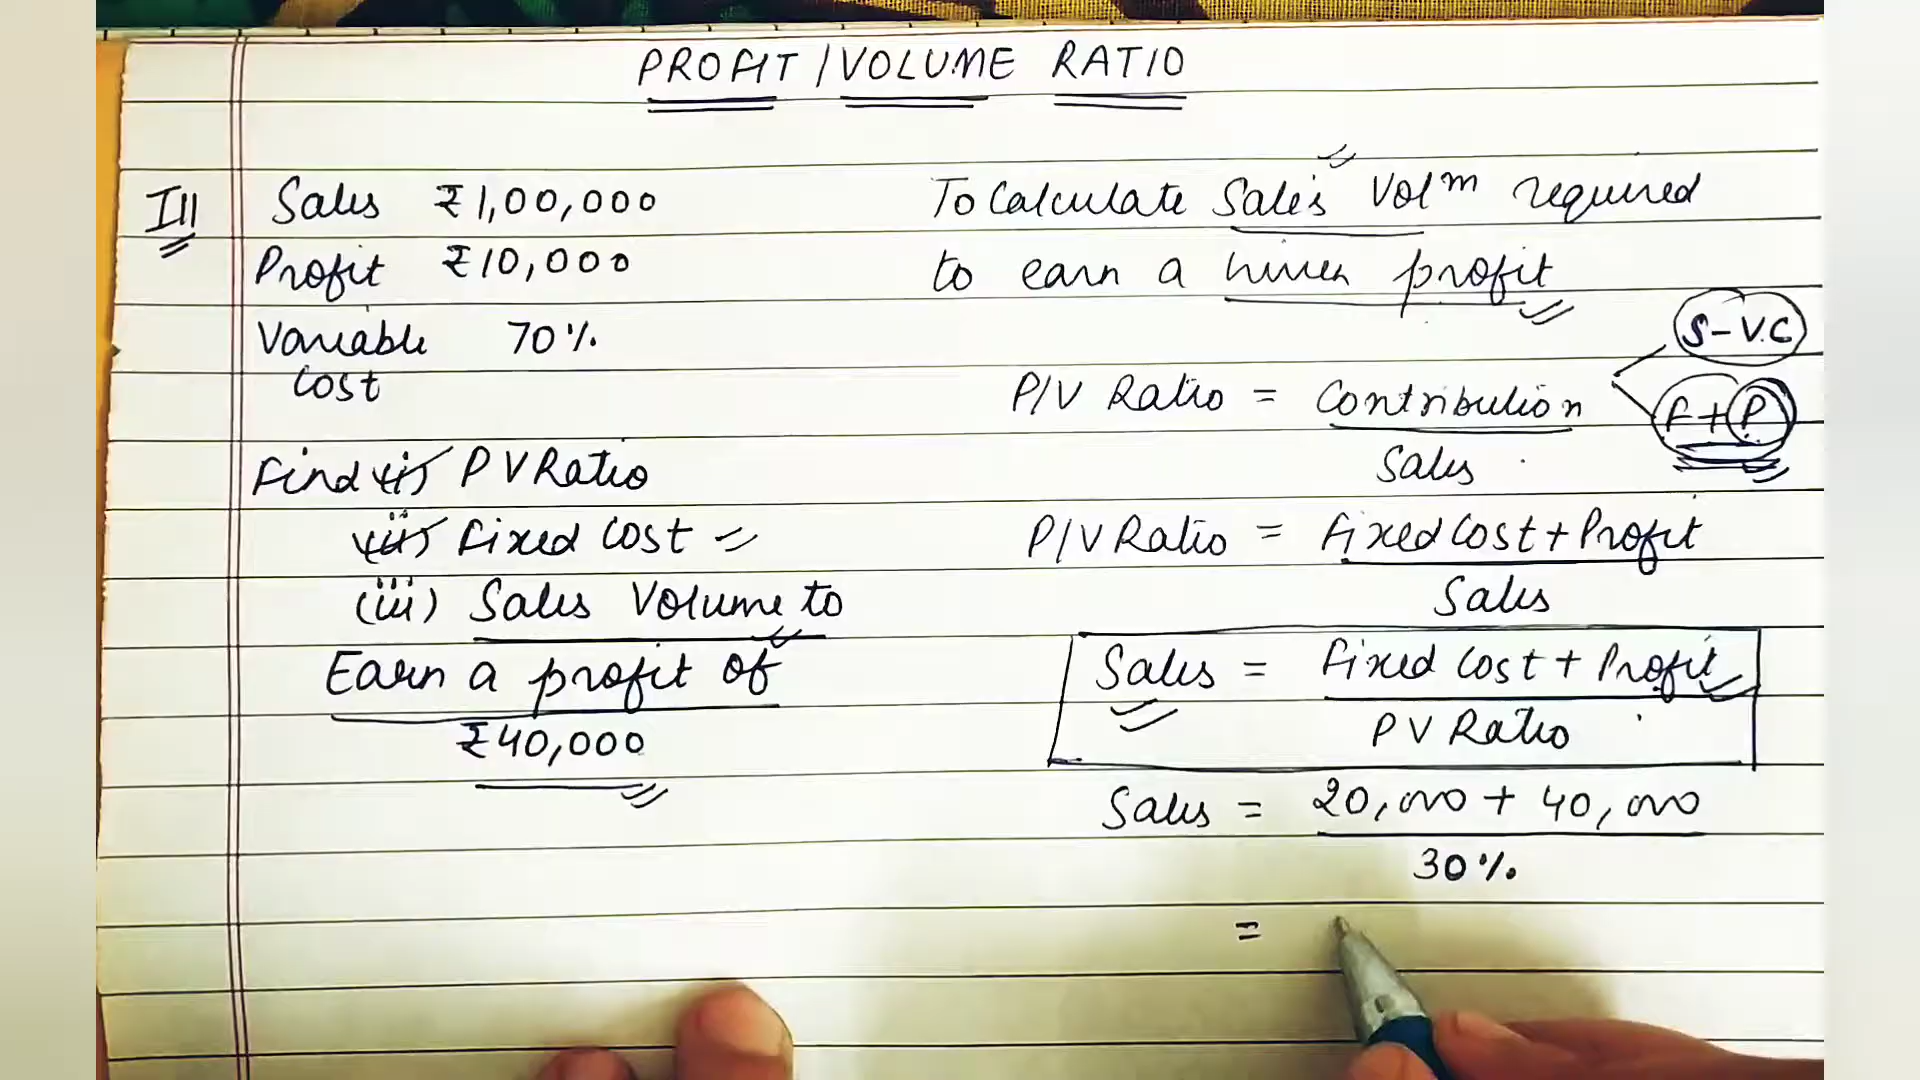 PROFIT/VOLUME RATIO
III
Sales ₹1,00,000
Profit ₹10,000
Variable 70%
Cost
Find (i) PV Ratio
(ii) Fixed Cost
(iii) Sales Volume to
Earn a profit of
₹40,000
To Calculate Sales Volm required
to earn a profit
S-V.C
P/V Ratio = Contribution
F+P
Sales
P/V Ratio = Fixed Cost + Profit
Sales
Sales = Fixed Cost + Profit
PV Ratio
Sales = 20,000 + 40,000
30%
=